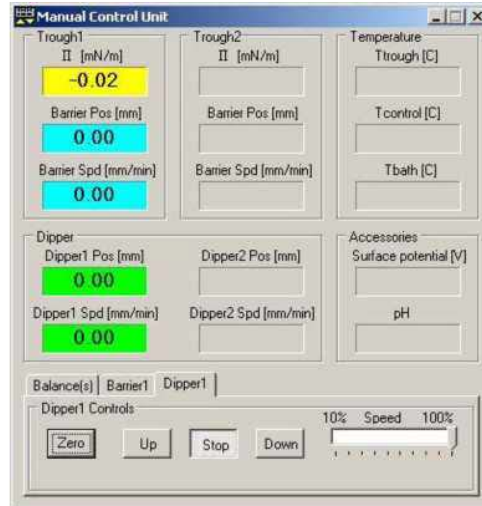 Manual Control Unit
Trough1
Π [mN/m]
-0.02
Barrier Pos [mm]
0.00
Barrier Spd [mm/min]
0.00
Trough2
Π [mN/m]
Barrier Pos [mm]
Barrier Spd [mm/min]
Temperature
Ttrough [C]
Tcontrol [C]
Tbath [C]
Dipper
Dipper1 Pos [mm]
0.00
Dipper1 Spd [mm/min]
0.00
Dipper2 Pos [mm]
Dipper2 Spd [mm/min]
Accessories
Surface potential [V]
pH
Balance(s) Barrier1 Dipper1
Dipper1 Controls
10% Speed 100%
Zero Up Stop Down